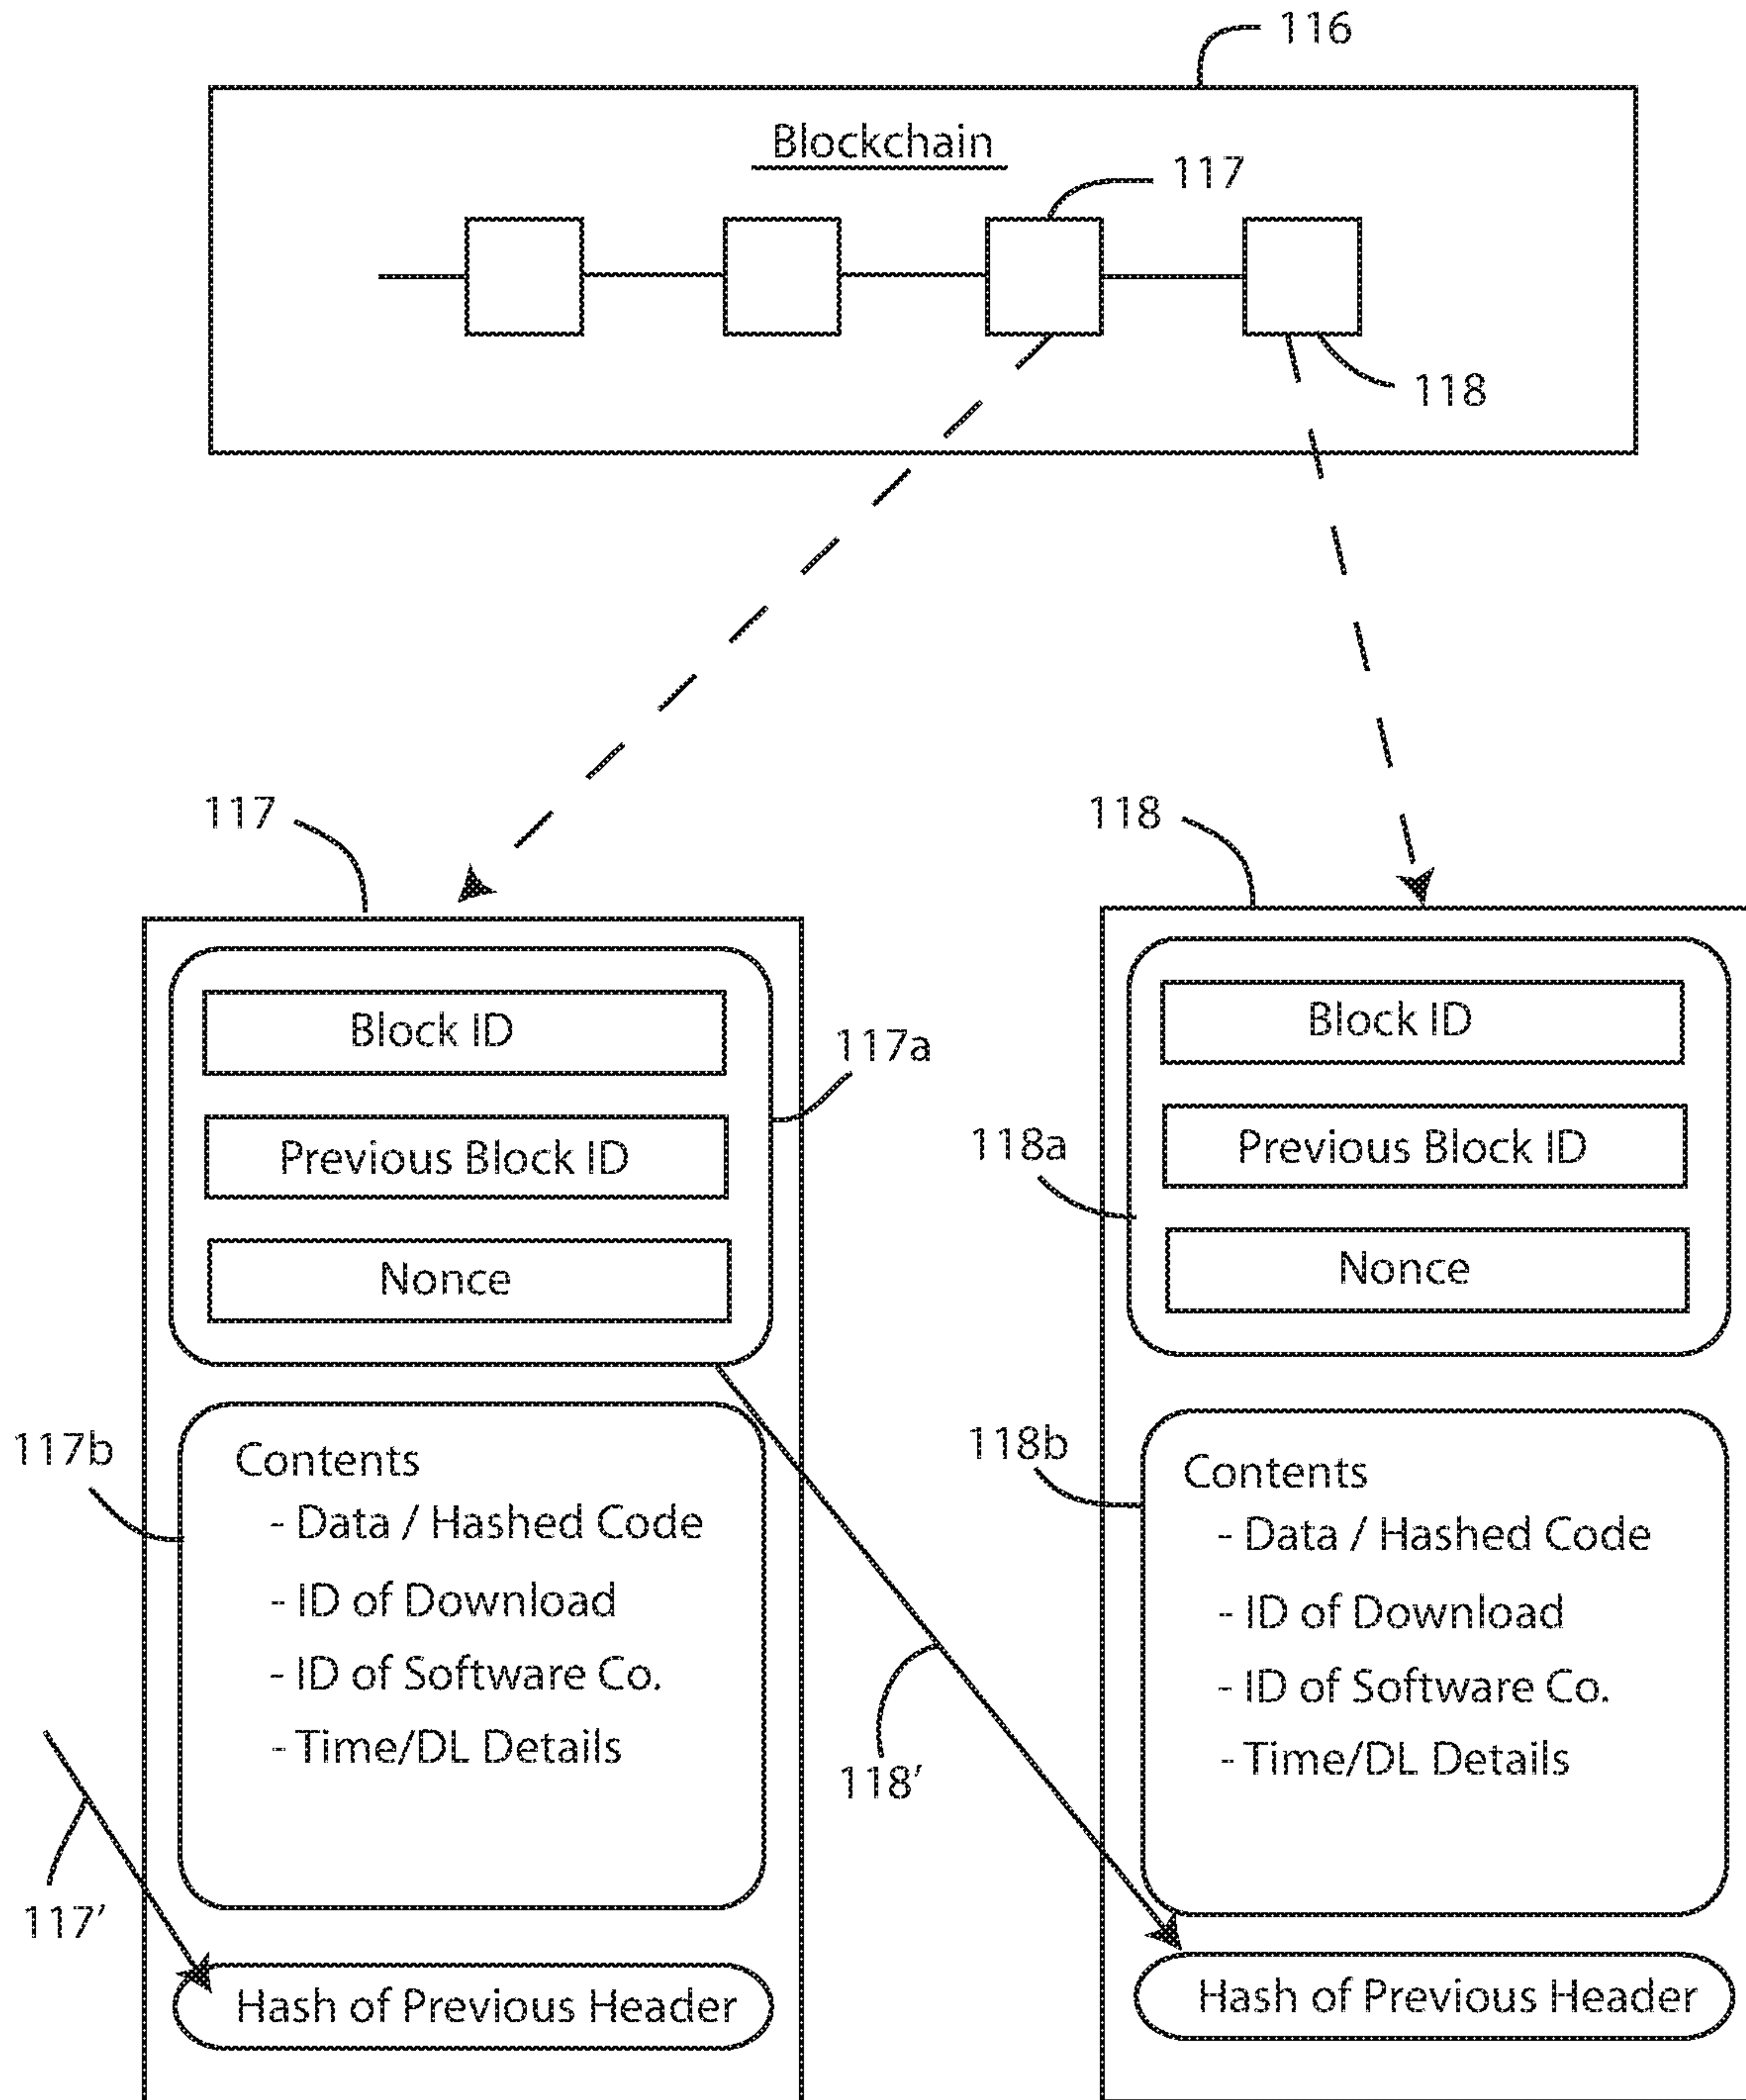 116
Blockchain
117
118
117
118
Block ID
Previous Block ID
Nonce
117a
117b
Contents
- Data / Hashed Code
- ID of Download
- ID of Software Co.
- Time/DL Details
117'
Hash of Previous Header
Block ID
Previous Block ID
Nonce
118a
118b
Contents
- Data / Hashed Code
- ID of Download
- ID of Software Co.
- Time/DL Details
118'
Hash of Previous Header